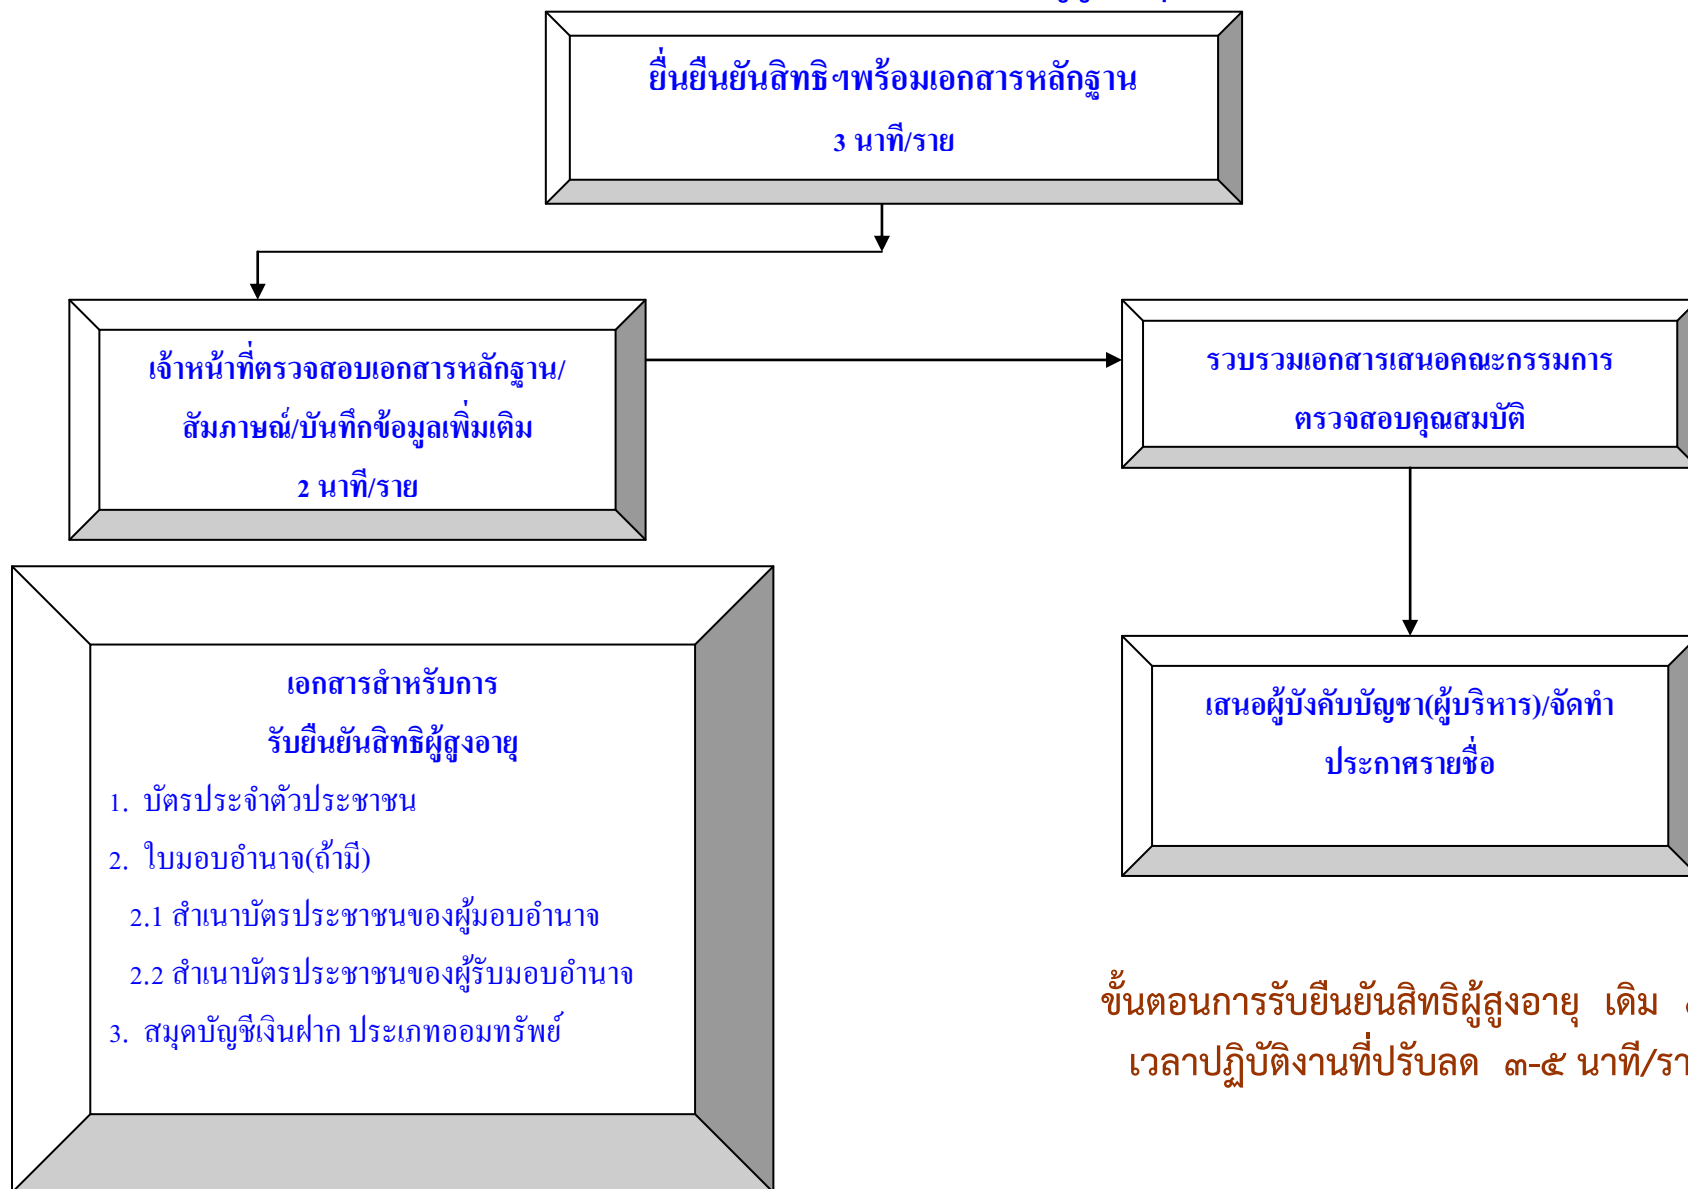 ยื่นยืนยันสิทธิฯพร้อมเอกสารหลักฐาน
3 นาที/ราย
เจ้าหน้าที่ตรวจสอบเอกสารหลักฐาน/
สัมภาษณ์/บันทึกข้อมูลเพิ่มเติม
2 นาที/ราย
รวบรวมเอกสารเสนอคณะกรรมการ
ตรวจสอบคุณสมบัติ
เสนอผู้บังคับบัญชา(ผู้บริหาร)/จัดทำ
ประกาศรายชื่อ
เอกสารสำหรับการ
รับยืนยันสิทธิผู้สูงอายุ
1. บัตรประจำตัวประชาชน
2. ใบมอบอำนาจ(ถ้ามี)
2.1 สำเนาบัตรประชาชนของผู้มอบอำนาจ
2.2 สำเนาบัตรประชาชนของผู้รับมอบอำนาจ
3. สมุดบัญชีเงินฝาก ประเภทออมทรัพย์
ขั้นตอนการรับยืนยันสิทธิผู้สูงอายุ เดิม
เวลาปฏิบัติงานที่ปรับลด ๓-๕ นาที/รา